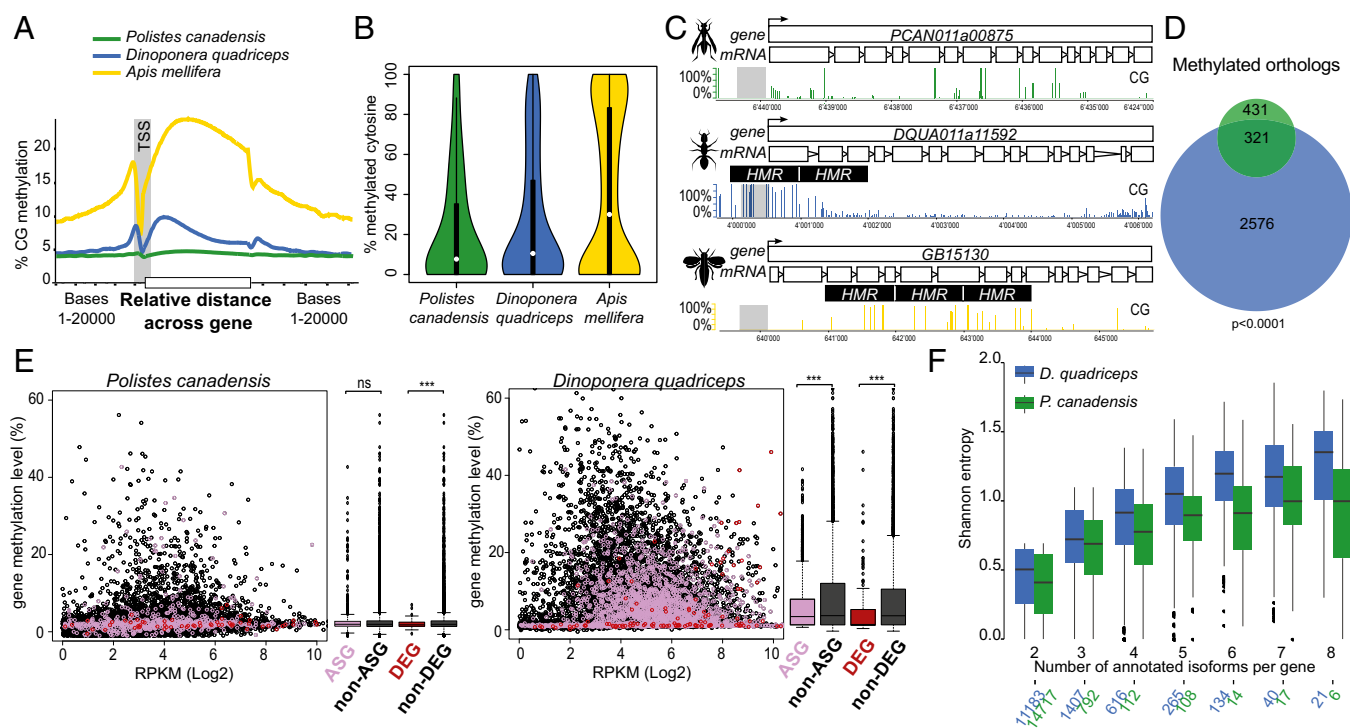 A
Polistes canadensis
Dinoponera quadriceps
Apis mellifera
% CG methylation
20
15
10
5
0
TSS
Bases
1-20000
Relative distance
across gene
Bases
1-20000
B
% methylated cytosine
100
80
60
40
20
0
Polistes
canadensis
Dinoponera
quadriceps
Apis
mellifera
C
gene
PCAN011a00875
mRNA
100%
0%
CG
6'440'000
6'439'000
6'438'000
6'437'000
6'436'000
6'435'000
6'424'000
gene
DQUA011a11592
mRNA
HMR
HMR
100%
0%
CG
4'000'000
4'001'000
4'002'000
4'003'000
4'004'000
4'005'000
4'006'000
gene
GB15130
mRNA
HMR
HMR
HMR
100%
0%
CG
640'000
641'000
642'000
643'000
644'000
645'000
D
Methylated orthologs
431
321
2576
p<0.0001
E
Polistes canadensis
gene methylation level (%)
60
40
20
0
0 2 4 6 8 10
RPKM (Log2)
ns
***
ASG
non-ASG
DEG
non-DEG
Dinoponera quadriceps
gene methylation level (%)
60
40
20
0
0 2 4 6 8 10
RPKM (Log2)
***
***
ASG
non-ASG
DEG
non-DEG
F
D. quadriceps
P. canadensis
Shannon entropy
2.0
1.5
1.0
0.5
0.0
2 3 4 5 6 7 8
Number of annotated isoforms per gene
11183 1407 616 265 134 40 21
14717 792 112 108 14 17 6